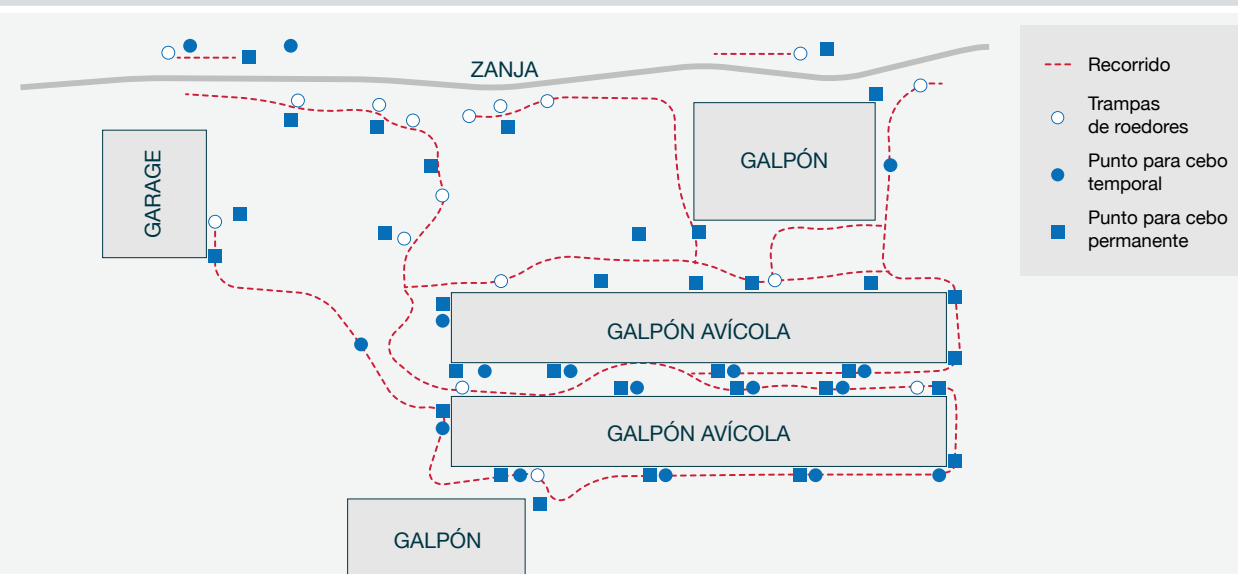 ZANJA
GARAGE
GALPÓN
GALPÓN AVÍCOLA
GALPÓN AVÍCOLA
GALPÓN
Recorrido
Trampas
de roedores
Punto para cebo
temporal
Punto para cebo
permanente